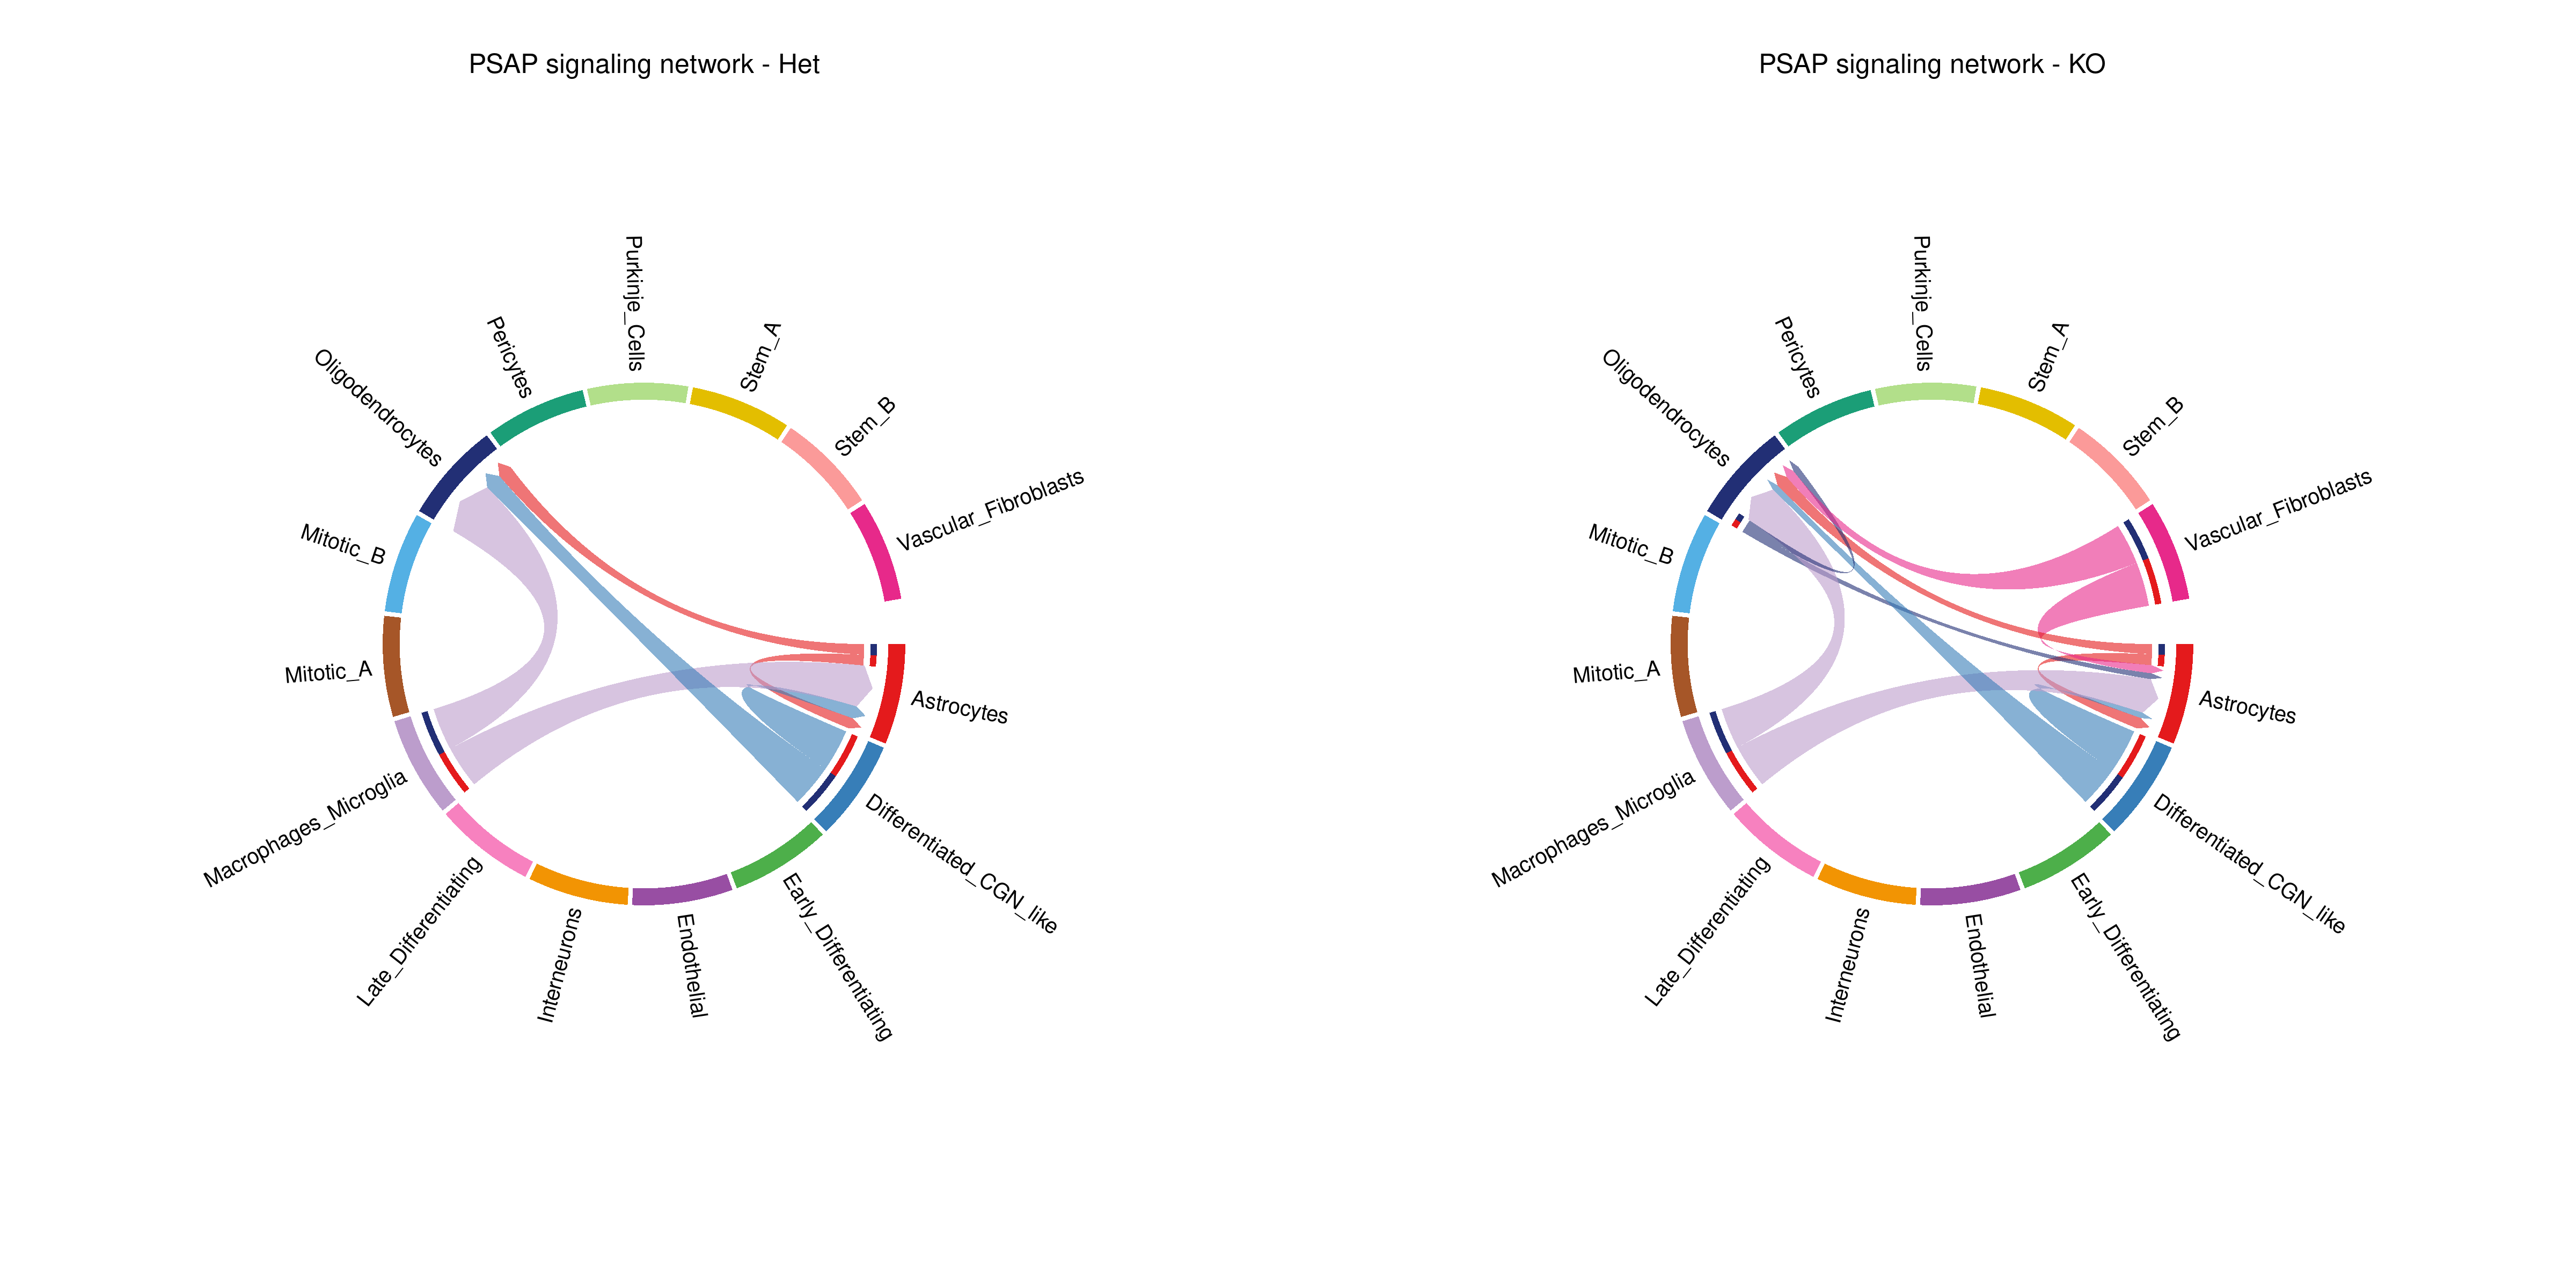 PSAP signaling network - Het
Purkinje_Cells
Stem_A
Pericytes
Oligodendrocytes
Stem_B
Vascular_Fibroblasts
Mitotic_B
Mitotic_A
Astrocytes
Macrophages_Microglia
Differentiated_CGN_like
Late_Differentiating
Early_Differentiating
Interneurons
Endothelial
PSAP signaling network - KO
Purkinje_Cells
Stem_A
Pericytes
Oligodendrocytes
Stem_B
Vascular_Fibroblasts
Mitotic_B
Mitotic_A
Astrocytes
Macrophages_Microglia
Differentiated_CGN_like
Late_Differentiating
Early_Differentiating
Interneurons
Endothelial